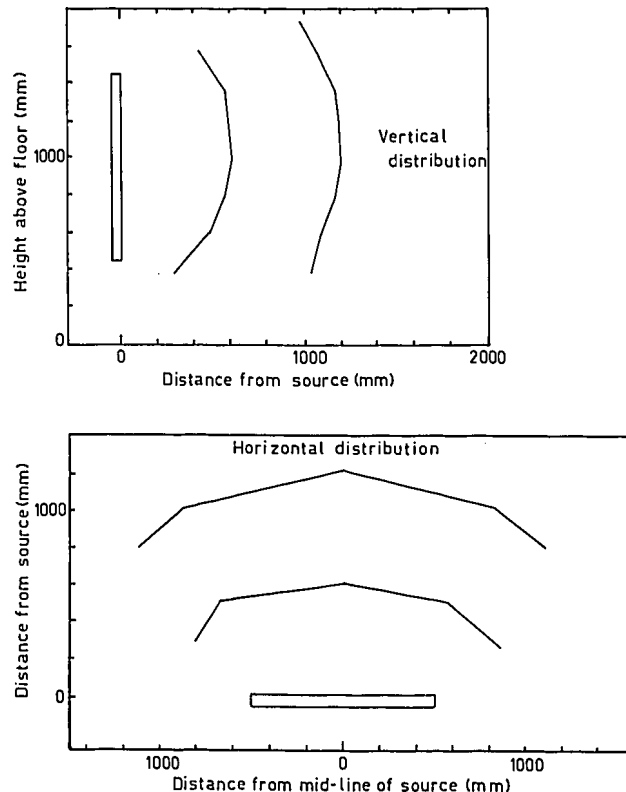 Height above floor (mm)
1000
0
Vertical
distribution
0
1000
2000
Distance from source (mm)
Horizontal distribution
Distance from source (mm)
1000
0
1000
0
1000
Distance from mid-line of source (mm)